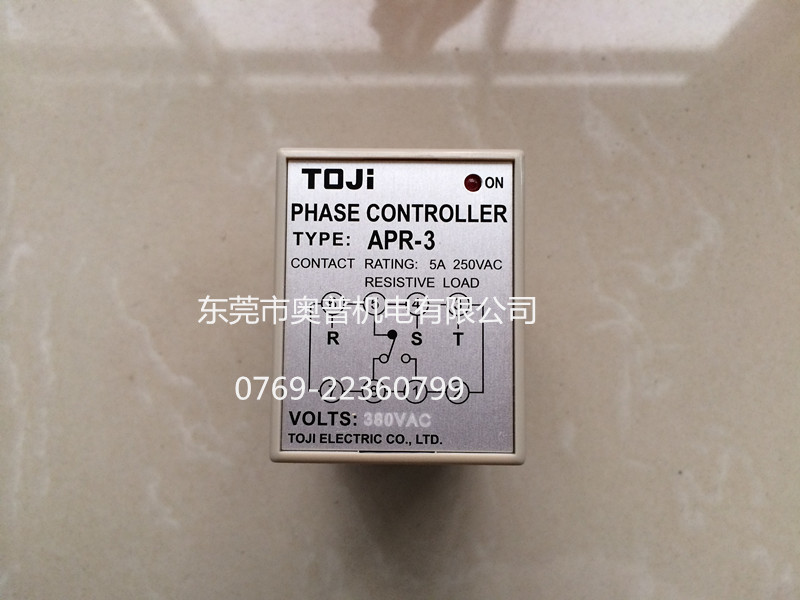 TOJi
ON
PHASE CONTROLLER
TYPE: APR-3
CONTACT RATING: 5A 250VAC
RESISTIVE LOAD
东莞市奥普机电有限公司
R S T
0769-22360799
VOLTS: 380VAC
TOJI ELECTRIC CO., LTD.